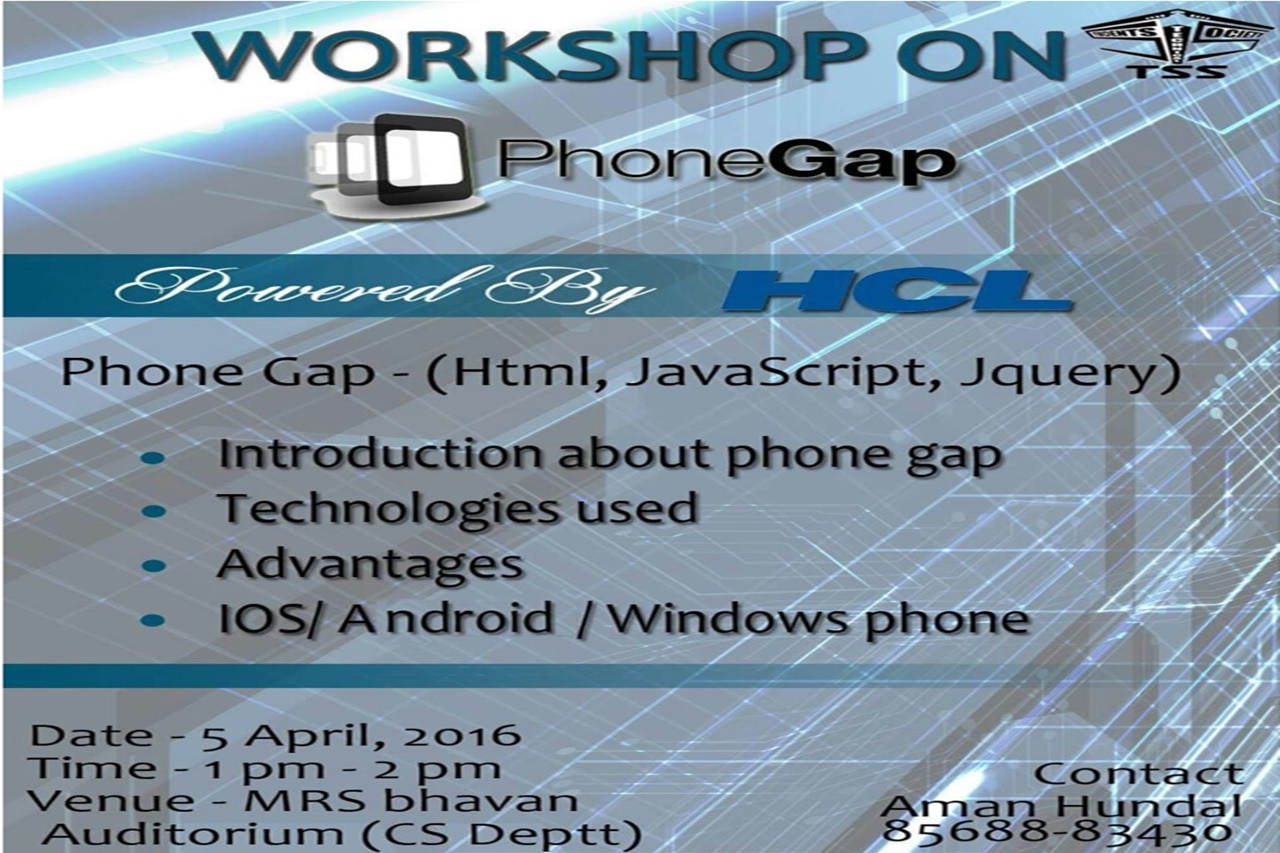 WORKSHOP ON
TSS
PhoneGap
Powered By HCL
Phone Gap - (Html, JavaScript, Jquery)
Introduction about phone gap
Technologies used
Advantages
IOS/ Android / Windows phone
Date - 5 April, 2016
Time - 1 pm - 2 pm
Venue - MRS bhavan
Auditorium (CS Deptt)
Contact
Aman Hundal
85688-83430